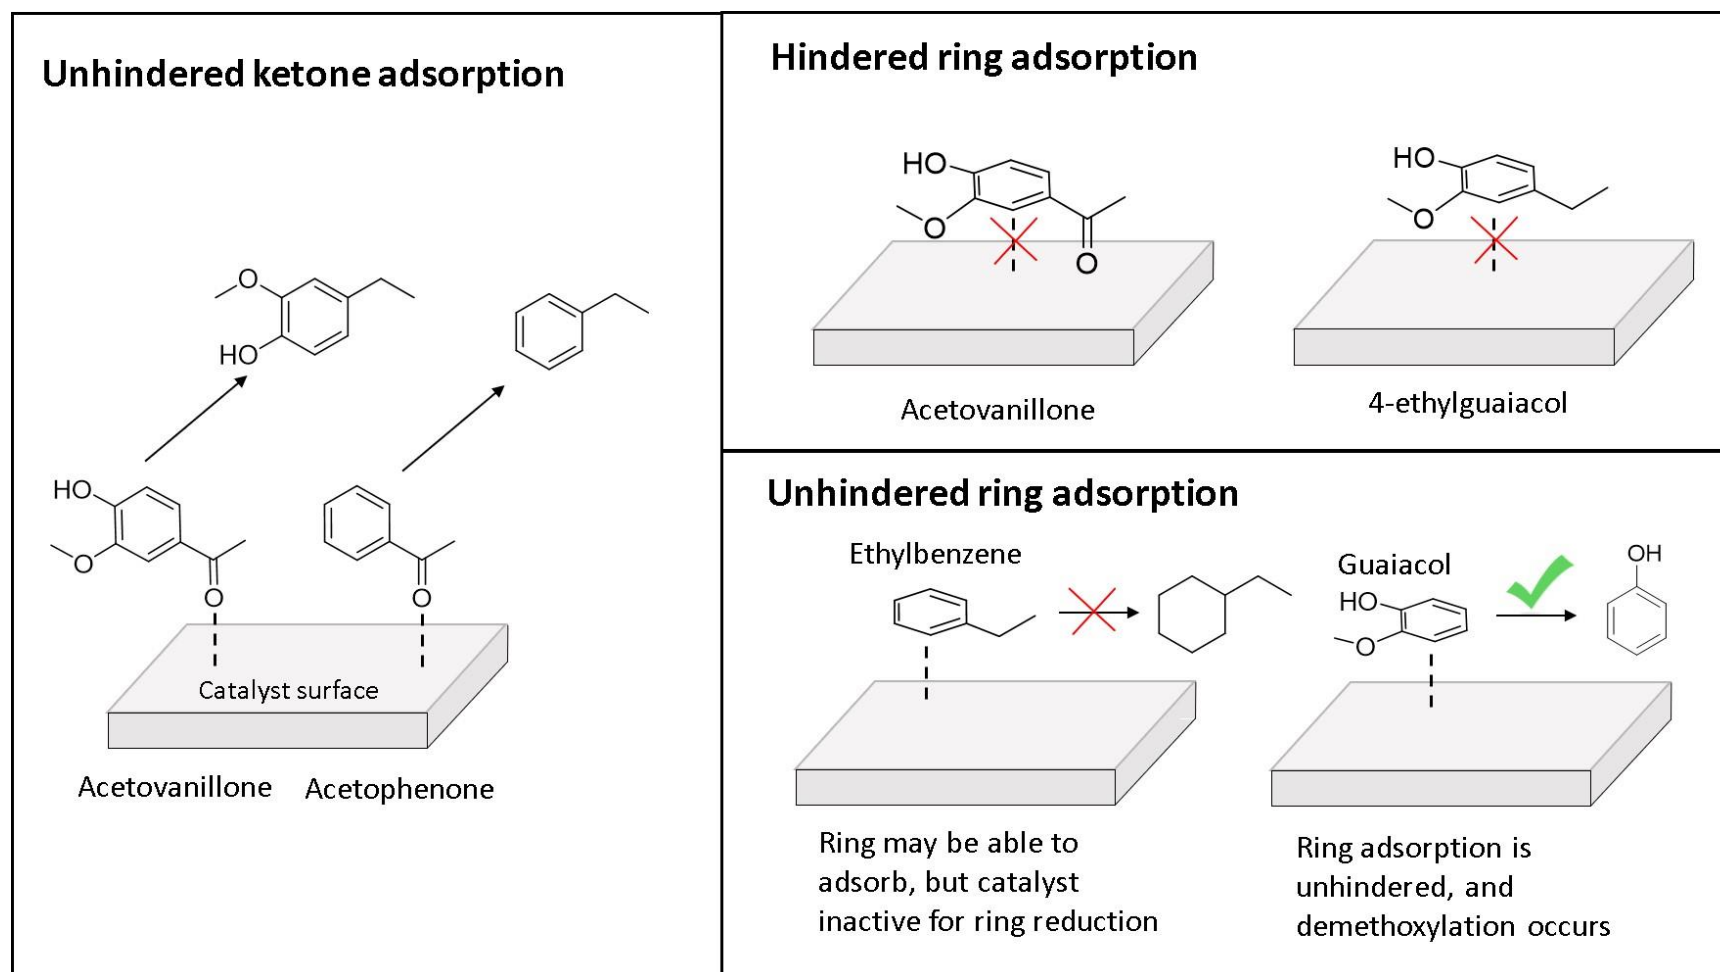 Unhindered ketone adsorption
O
HO
HO
O
O
O
Catalyst surface
Acetovanillone
Acetophenone
Hindered ring adsorption
HO
O
O
Acetovanillone
HO
O
4-ethylguaiacol
Unhindered ring adsorption
Ethylbenzene
Ring may be able to
adsorb, but catalyst
inactive for ring reduction
Guaiacol
HO
O
OH
Ring adsorption is
unhindered, and
demethoxylation occurs